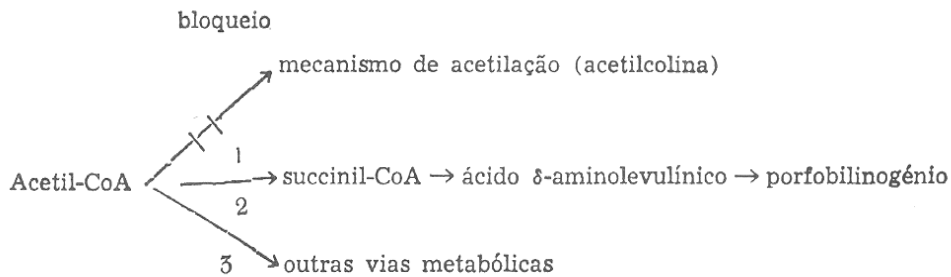 bloqueio
mecanismo de acetilação (acetilcolina)
1
Acetil-CoA succinil-CoA → ácido δ-aminolevulínico → porfobilinogénio
2
3 outras vias metabólicas